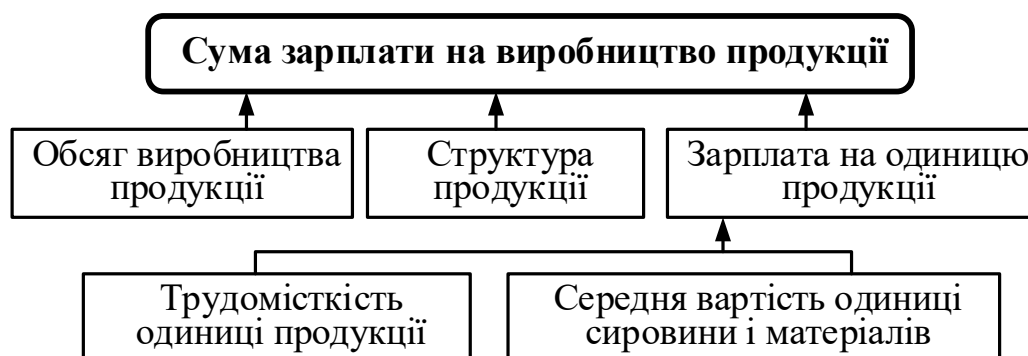 Сума зарплати на виробництво продукції
Обсяг виробництва
продукції
Структура
продукції
Зарплата на одиницю
продукції
Трудомісткість
одиниці продукції
Середня вартість одиниці
сировини і матеріалів